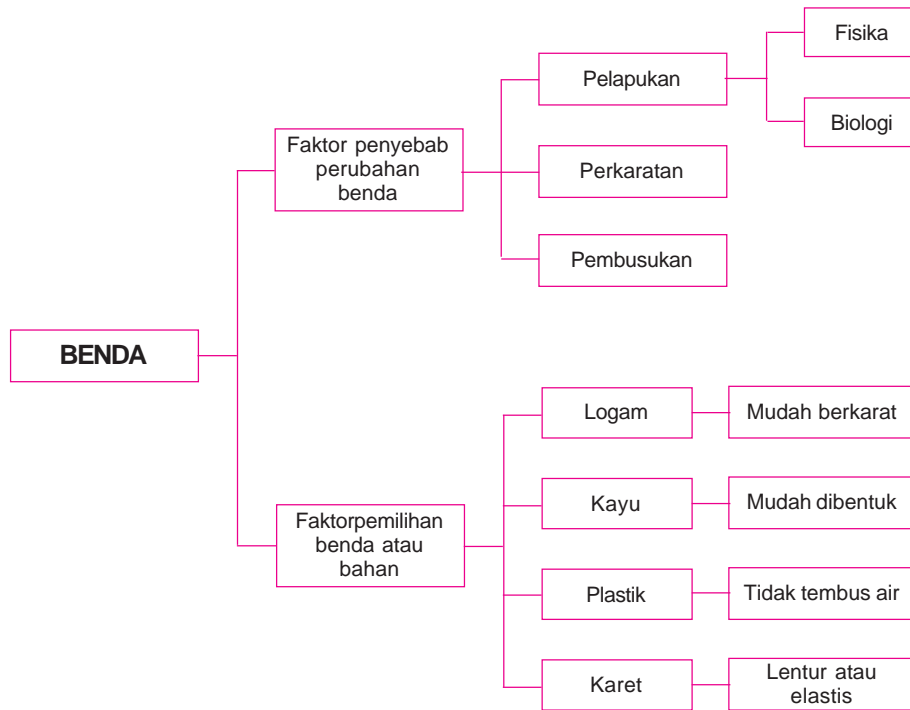 BENDA
Faktor penyebab
perubahan
benda
Pelapukan
Fisika
Biologi
Perkaratan
Pembusukan
Faktorpemilihan
benda atau
bahan
Logam
Mudah berkarat
Kayu
Mudah dibentuk
Plastik
Tidak tembus air
Karet
Lentur atau
elastis